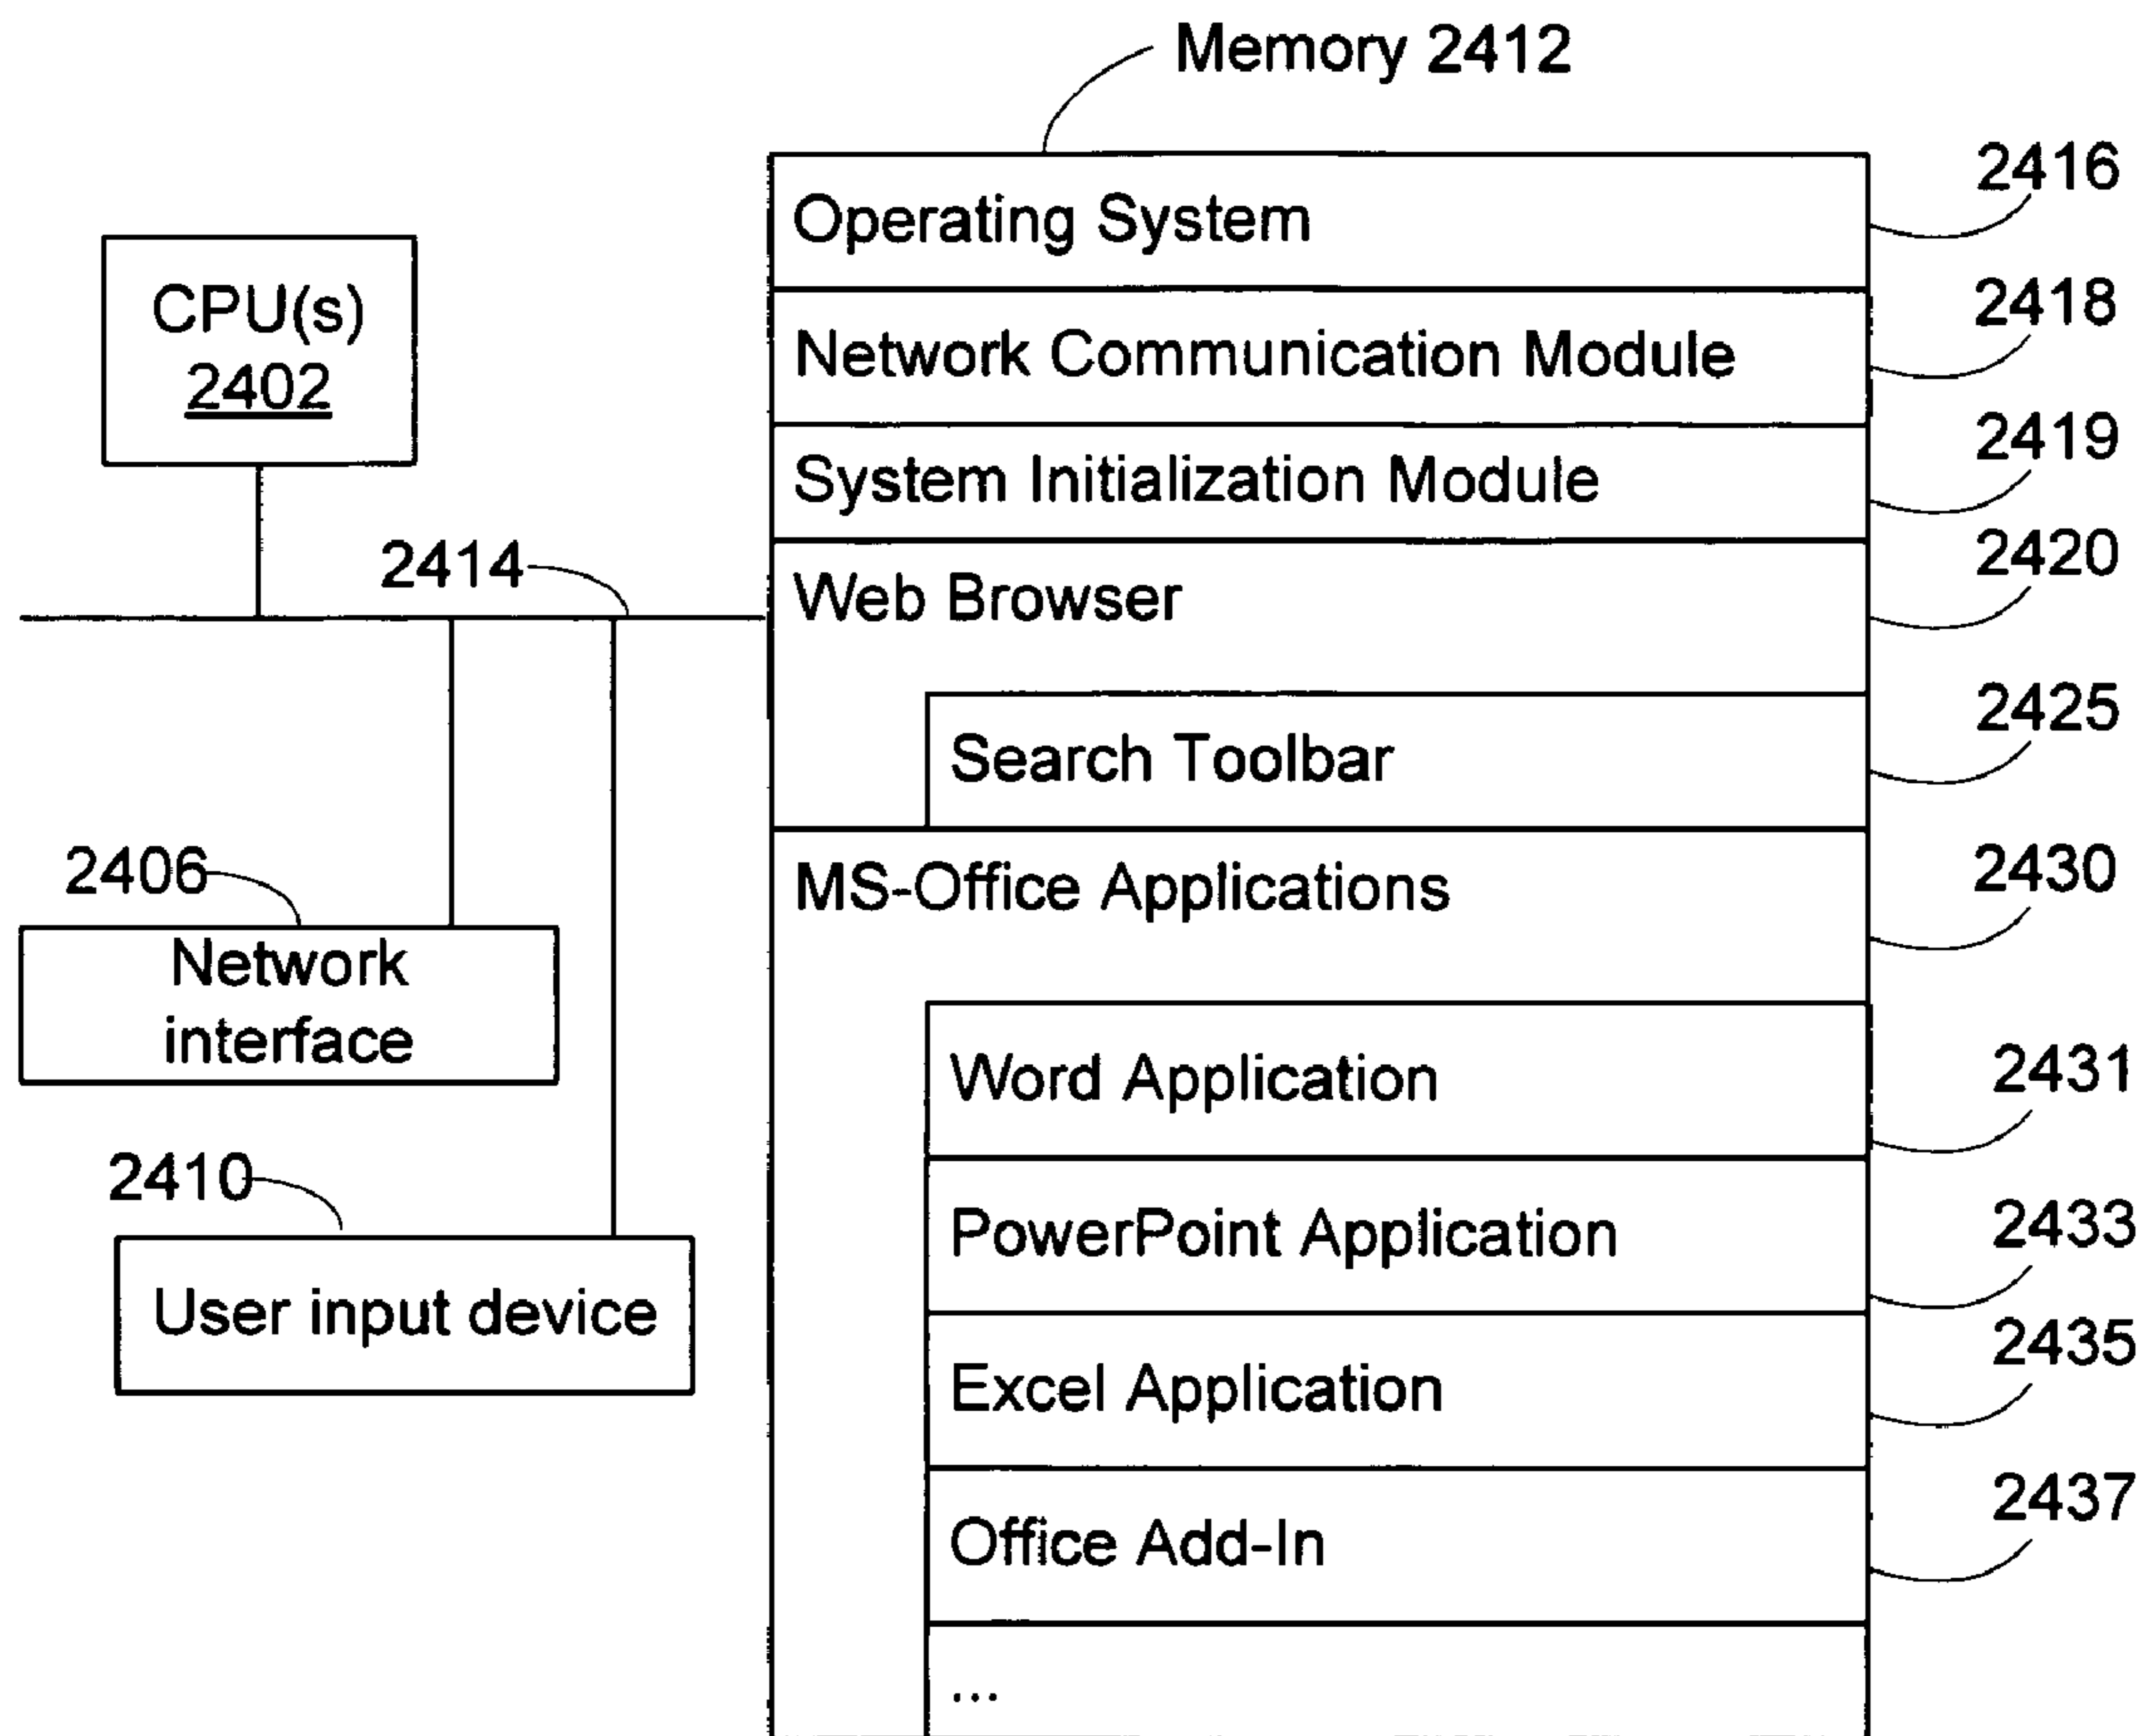 Memory 2412
Operating System
2416
CPU(s)
2402
Network Communication Module
2418
System Initialization Module
2419
2414
Web Browser
2420
Search Toolbar
2425
2406
Network
interface
MS-Office Applications
2430
Word Application
2431
2410
User input device
PowerPoint Application
2433
Excel Application
2435
Office Add-In
2437
...